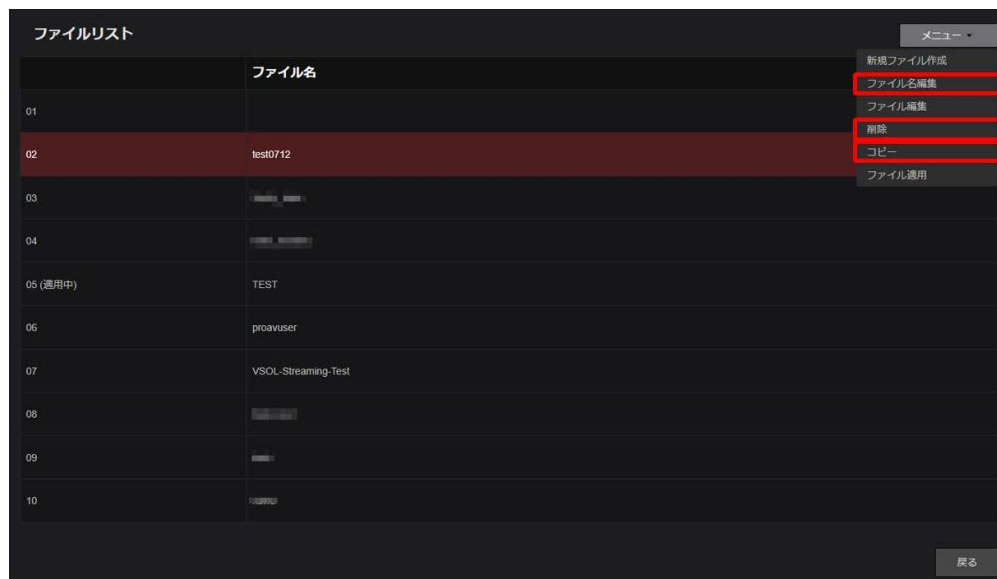 ファイルリスト
メニュー
新規ファイル作成
ファイル名編集
ファイル編集
削除
コピー
ファイル適用
ファイル名
01
02 test0712
03
04
05 (適用中) TEST
06 proavuser
07 VSOL-Streaming-Test
08
09
10
戻る